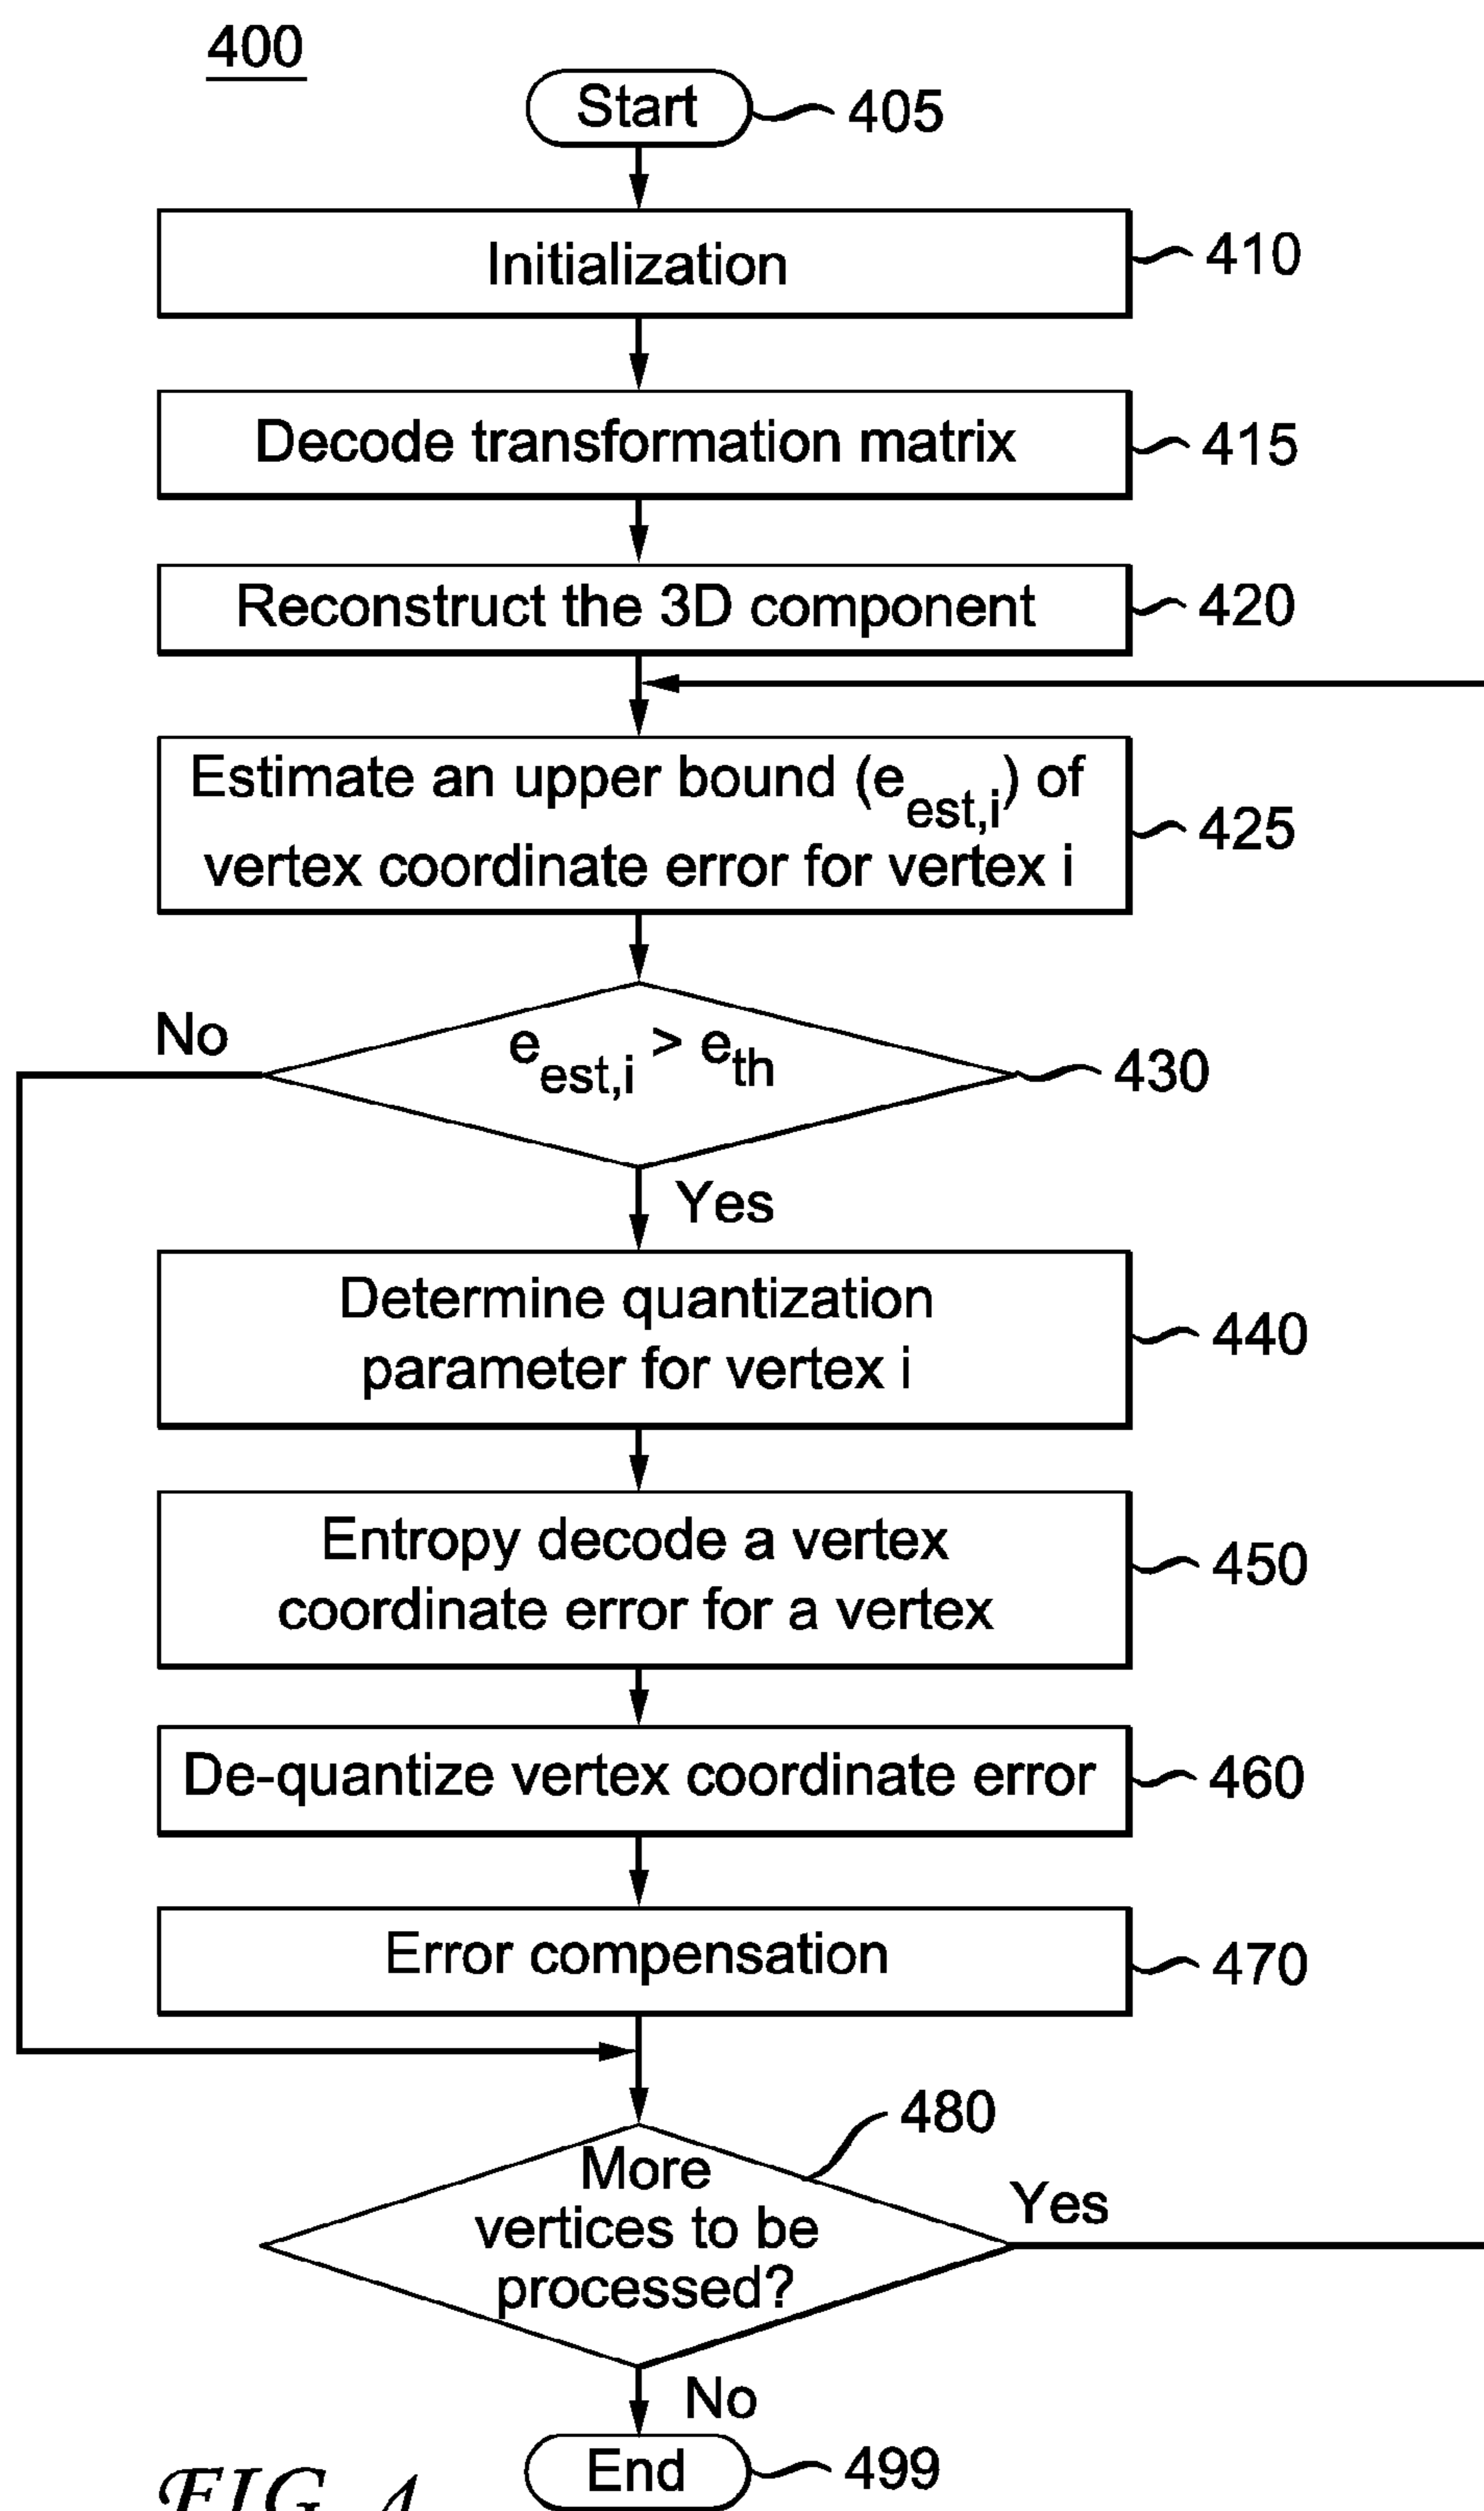 400
Start
405
Initialization
410
Decode transformation matrix
415
Reconstruct the 3D component
420
Estimate an upper bound (e_est,i) of
vertex coordinate error for vertex i
425
e_est,i > e_th
430
No
Yes
Determine quantization
parameter for vertex i
440
Entropy decode a vertex
coordinate error for a vertex
450
De-quantize vertex coordinate error
460
Error compensation
470
480
More
vertices to be
processed?
Yes
No
End
499
FIG. 4